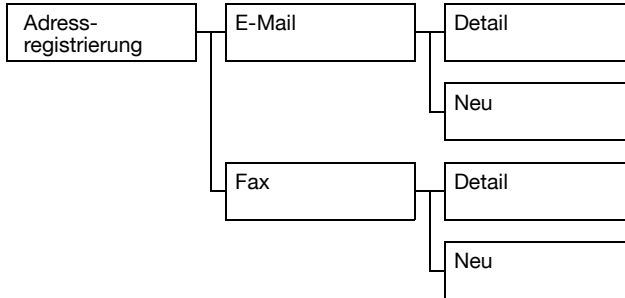 Adress-
registrierung
E-Mail
Detail
Neu
Fax
Detail
Neu